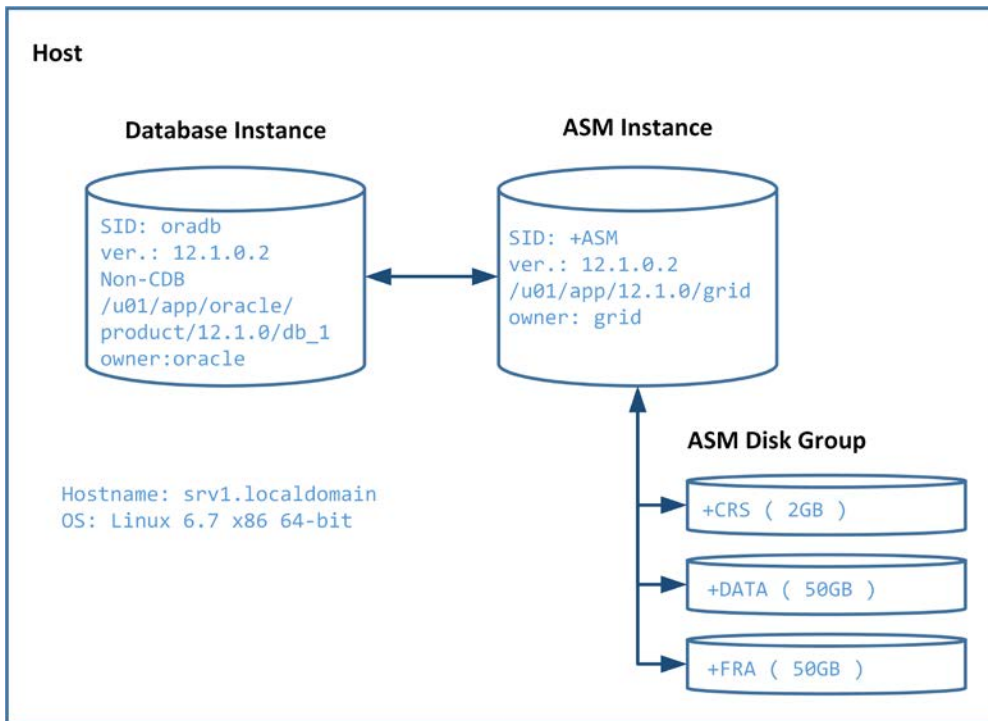 Host
Database Instance
SID: oradb
ver.: 12.1.0.2
Non-CDB
/u01/app/oracle/
product/12.1.0/db_1
owner:oracle
ASM Instance
SID: +ASM
ver.: 12.1.0.2
/u01/app/12.1.0/grid
owner: grid
ASM Disk Group
+CRS ( 2GB )
+DATA ( 50GB )
+FRA ( 50GB )
Hostname: srv1.localdomain
OS: Linux 6.7 x86 64-bit